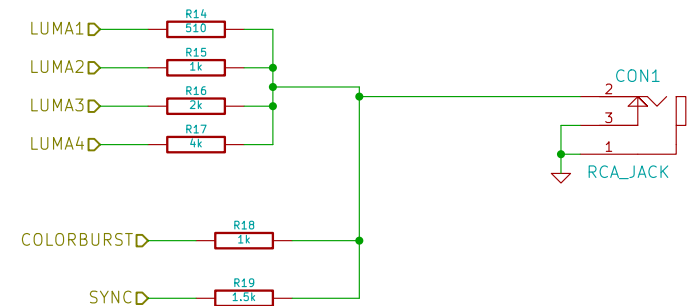 LUMA1
R14
510
LUMA2
R15
1k
LUMA3
R16
2k
LUMA4
R17
4k
CON1
2
3
1
RCA_JACK
COLORBURST
R18
1k
SYNC
R19
1.5k